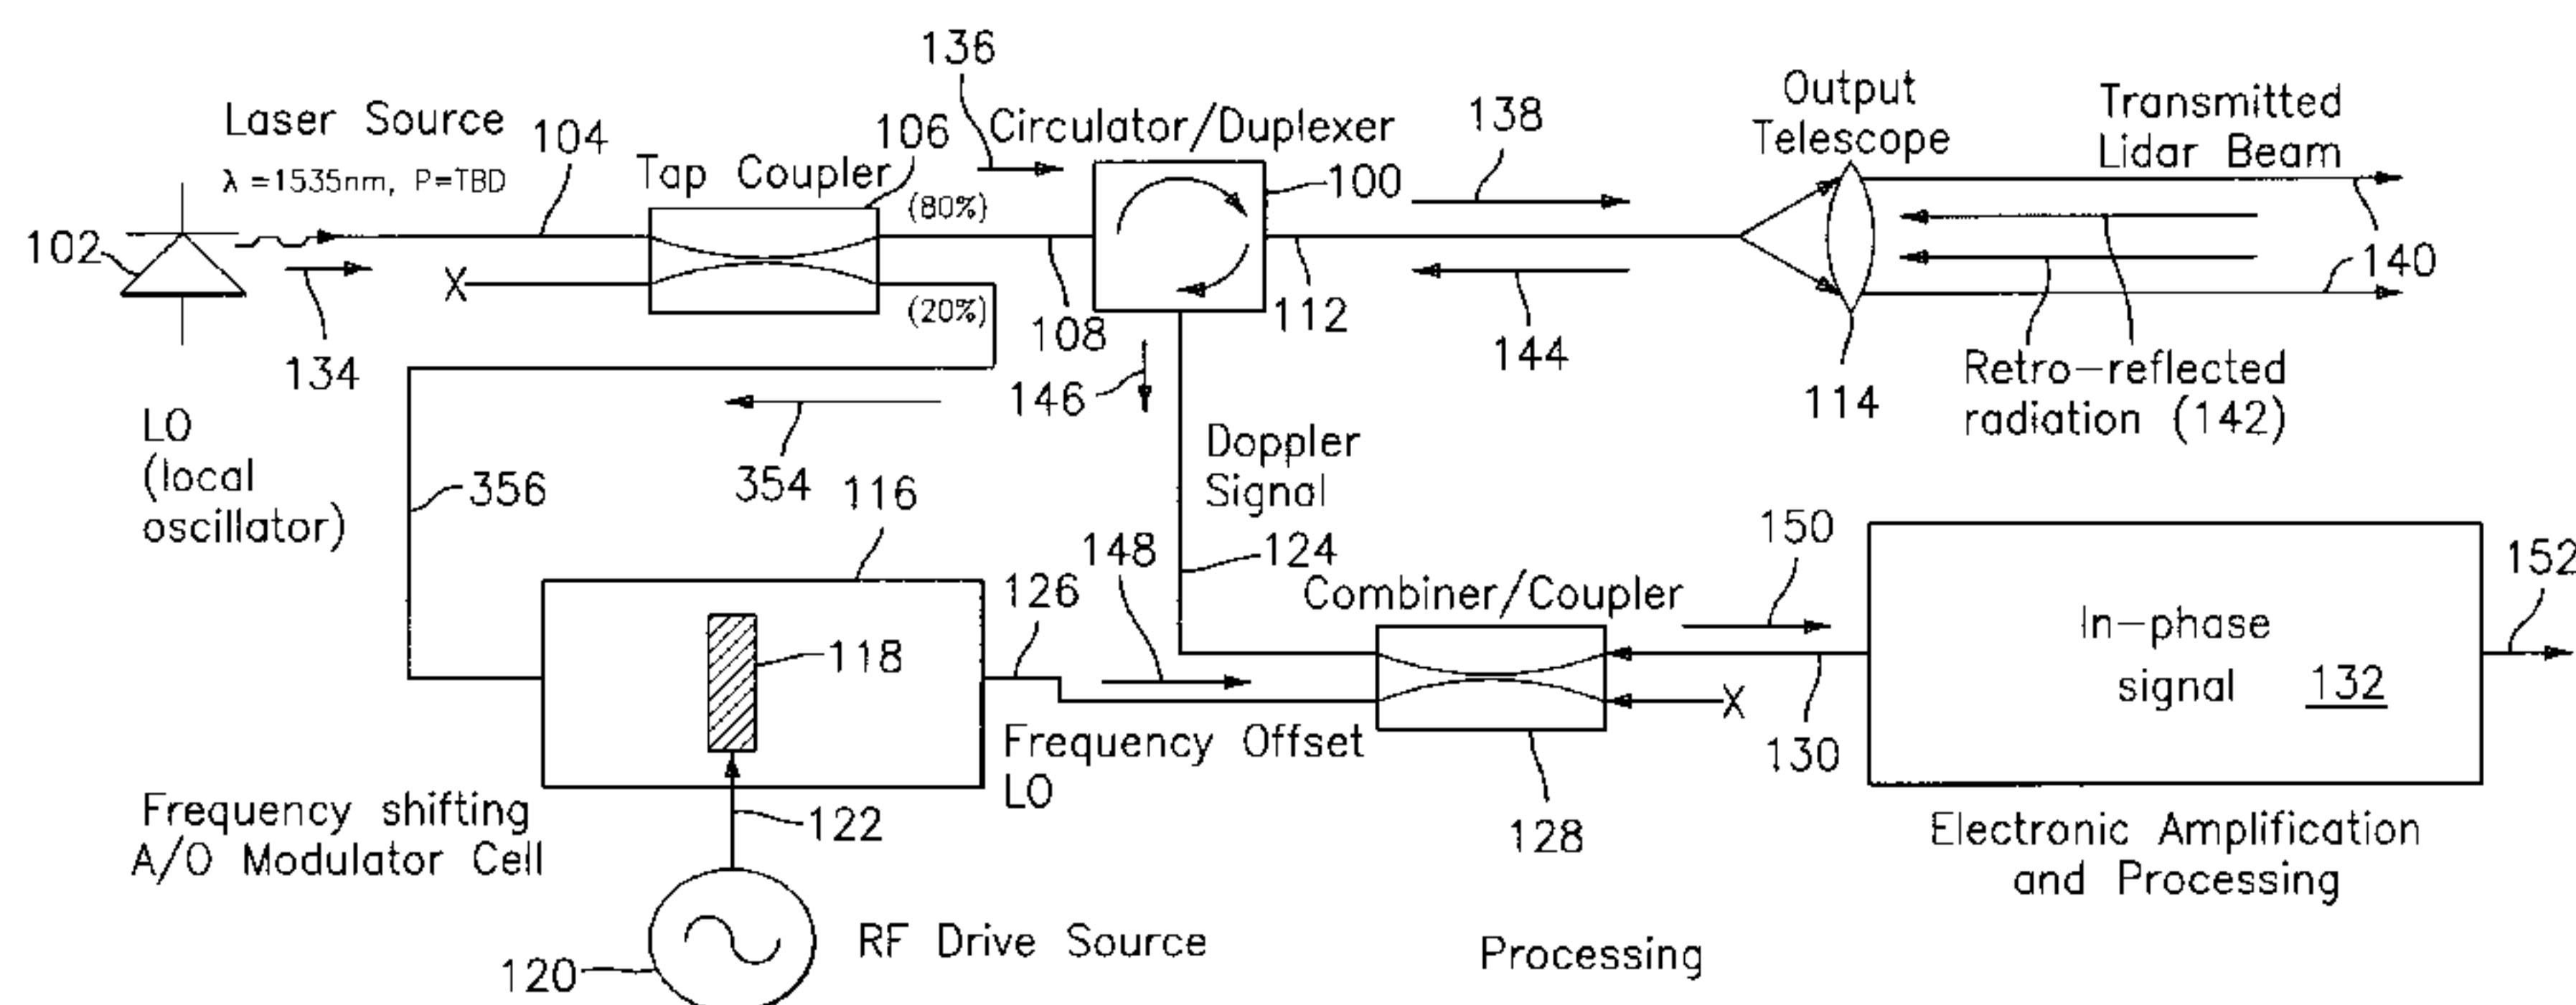 136
Laser Source
λ =1535nm, P=TBD
104
Tap Coupler
106
(80%)
(20%)
Circulator/Duplexer
100
138
Output
Telescope
Transmitted
Lidar Beam
102
134
X
108
112
144
114
140
Retro-reflected
radiation (142)
146
LO
(local
oscillator)
356
354
116
Doppler
Signal
124
148
126
118
Combiner/Coupler
150
In-phase
signal 132
152
X
130
Frequency Offset
LO
128
Frequency shifting
A/O Modulator Cell
122
Electronic Amplification
and Processing
120
RF Drive Source
Processing